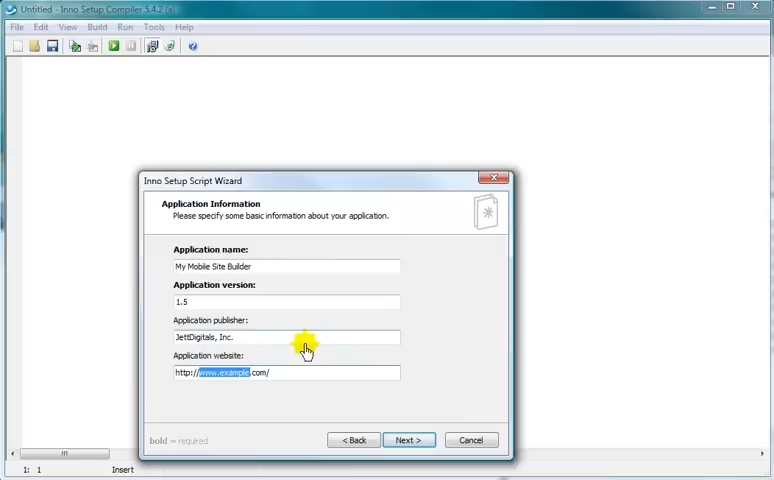 Untitled - Inno Setup Compiler 5.4.2
File Edit View Build Run Tools Help
Inno Setup Script Wizard
Application Information
Please specify some basic information about your application.
Application name:
My Mobile Site Builder
Application version:
1.5
Application publisher:
JettDigitals, Inc.
Application website:
http://www.example.com/
bold = required
< Back Next > Cancel
1: 1 Insert